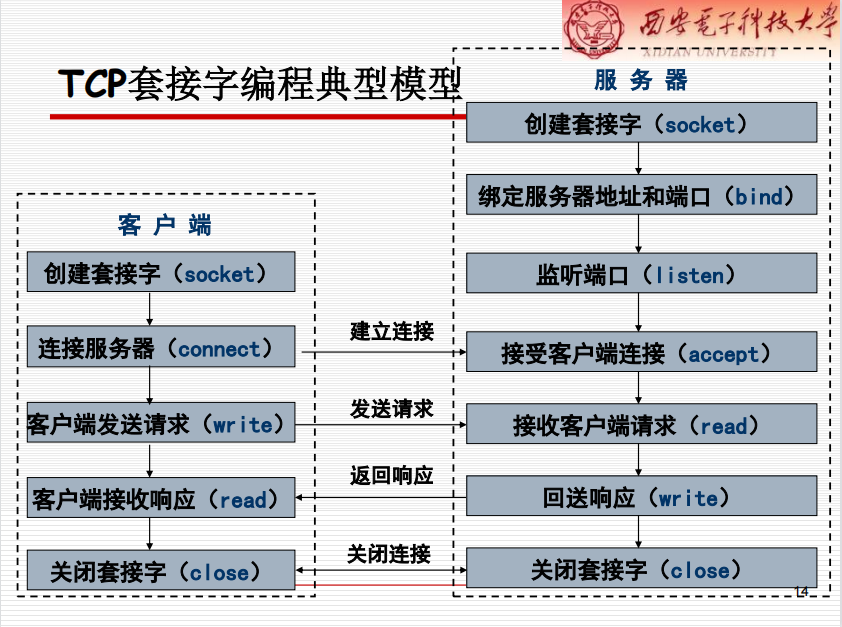 西安电子科技大学
XIDIAN UNIVERSITY
TCP套接字编程典型模型
服 务 器
创建套接字（socket）
绑定服务器地址和端口（bind）
监听端口（listen）
接受客户端连接（accept）
接收客户端请求（read）
回送响应（write）
关闭套接字（close）
客 户 端
创建套接字（socket）
连接服务器（connect）
客户端发送请求（write）
客户端接收响应（read）
关闭套接字（close）
建立连接
发送请求
返回响应
关闭连接
14